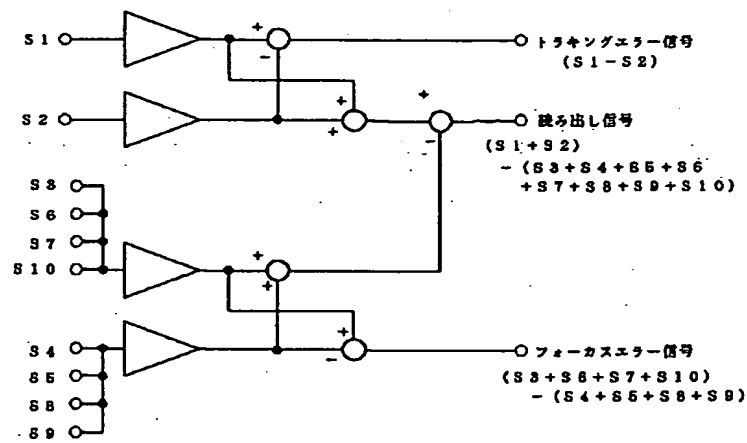 S1
+
-
トラキングエラー信号
(S1-S2)
S2
+
+
+
-
読み出し信号
(S1+S2)
-(S3+S4+S5+S6
+S7+S8+S9+S10)
S3
S6
S7
S10
+
+
S4
S5
S8
S9
+
-
フォーカスエラー信号
(S3+S6+S7+S10)
-(S4+S5+S8+S9)